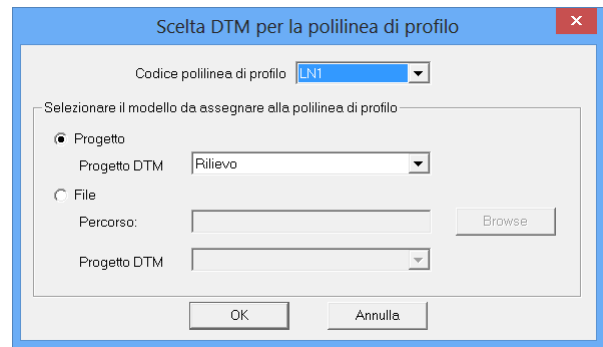 Scelta DTM per la polilinea di profilo
Codice polilinea di profilo LN1
Selezionare il modello da assegnare alla polilinea di profilo
Progetto
Progetto DTM Rilievo
File
Percorso: Browse
Progetto DTM
OK Annulla